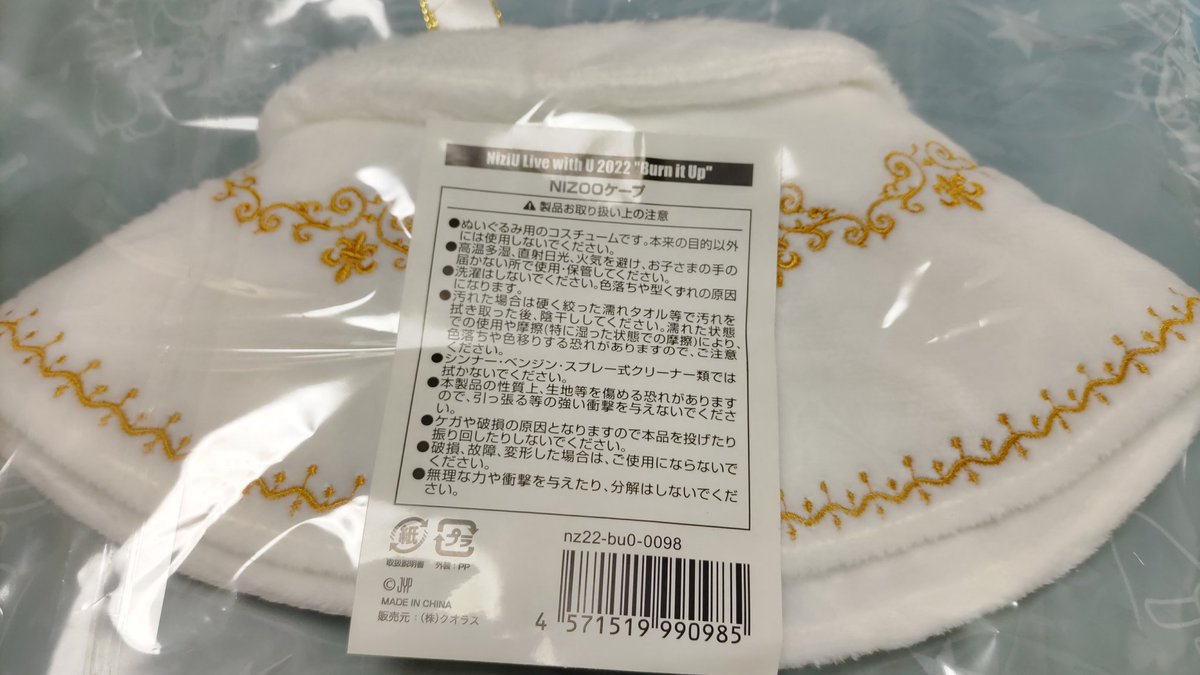 NiziU Live with U 2022 "Burn it Up"
NIZOOケープ
⚠製品お取り扱い上の注意
●ぬいぐるみ用のコスチュームです。本来の目的以外
には使用しないでください。
●高温多湿、直射日光、火気を避け、お子さまの手の
届かない所で使用・保管してください。
●洗濯はしないでください。色落ちや型くずれの原因
になります。
●汚れた場合は硬く絞った濡れタオル等で汚れを
拭き取った後、陰干ししてください。濡れた状態
での使用や摩擦(特に湿った状態での摩擦)により、
色落ちや色移りする恐れがありますので、ご注意
ください。
●シンナー・ベンジン・スプレー式クリーナー類では
拭かないでください。
●本製品の性質上、生地等を傷める恐れがあります
ので、引っ張る等の強い衝撃を与えないでくださ
い。
●ケガや破損の原因となりますので本品を投げたり
振り回したりしないでください。
●破損、故障、変形した場合は、ご使用にならないで
ください。
●無理な力や衝撃を与えたり、分解はしないでくだ
さい。
紙 プラ
取扱説明書 外装:PP
nz22-bu0-0098
©JYP
MADE IN CHINA
販売元:(株)クオラス
4 571519 990985